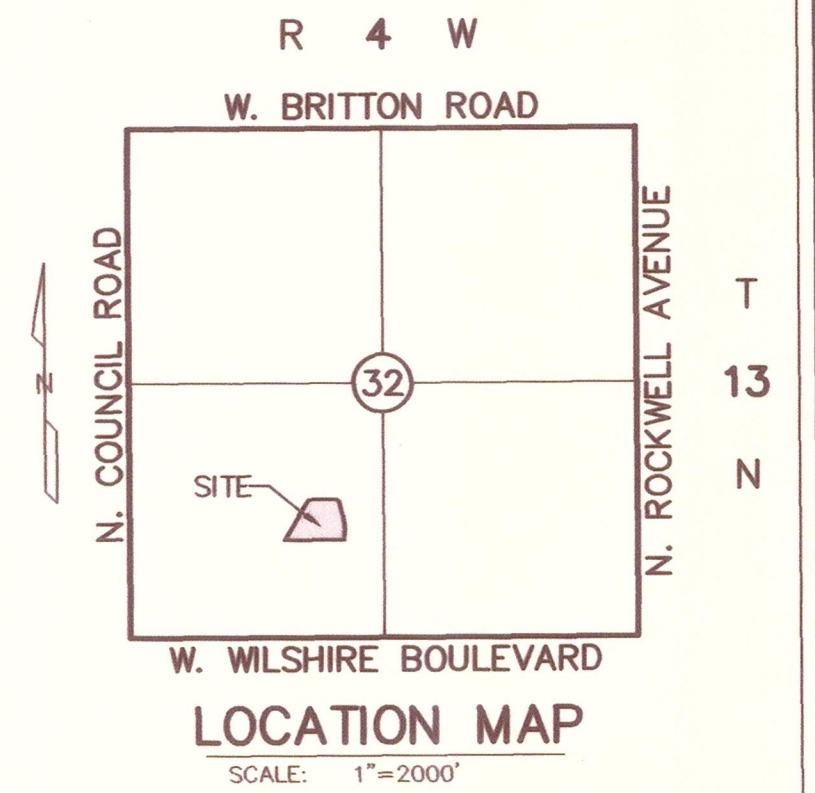 R 4 W
W. BRITTON ROAD
N. COUNCIL ROAD
N. ROCKWELL AVENUE
T
13
N
N
32
SITE
W. WILSHIRE BOULEVARD
LOCATION MAP
SCALE: 1"=2000'